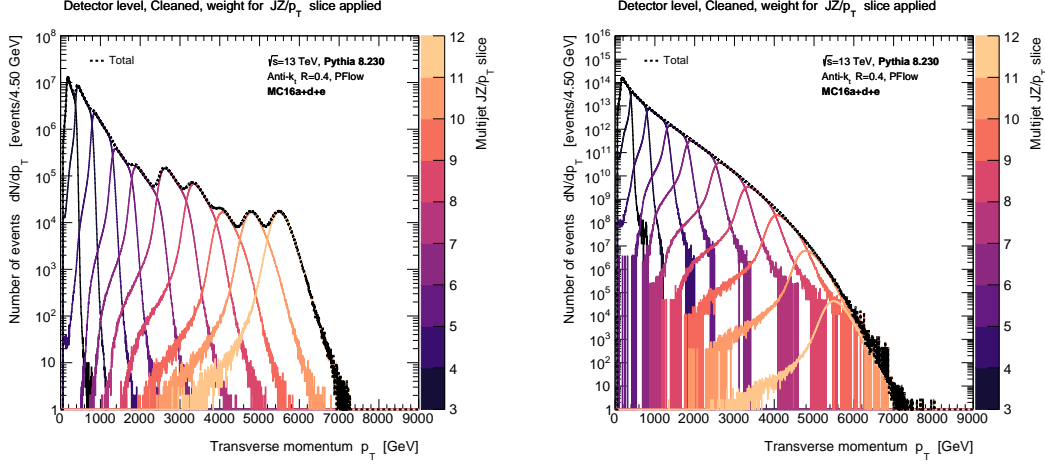 Detector level, Cleaned, weight for JZ/p_T slice applied
Number of events dN/dp_T [events/4.50 GeV]
10^8
10^7
10^6
10^5
10^4
10^3
10^2
10
1
Total
√s=13 TeV, Pythia 8.230
Anti-k_t R=0.4, PFlow
MC16a+d+e
0 1000 2000 3000 4000 5000 6000 7000 8000 9000
Transverse momentum p_T [GeV]
12
11
10
9
8
7
6
5
4
3
Multijet JZ/p_T slice
Detector level, Cleaned, weight for JZ/p_T slice applied
Number of events dN/dp_T [events/4.50 GeV]
10^16
10^15
10^14
10^13
10^12
10^11
10^10
10^9
10^8
10^7
10^6
10^5
10^4
10^3
10^2
10
1
Total
√s=13 TeV, Pythia 8.230
Anti-k_t R=0.4, PFlow
MC16a+d+e
0 1000 2000 3000 4000 5000 6000 7000 8000 9000
Transverse momentum p_T [GeV]
12
11
10
9
8
7
6
5
4
3
Multijet JZ/p_T slice